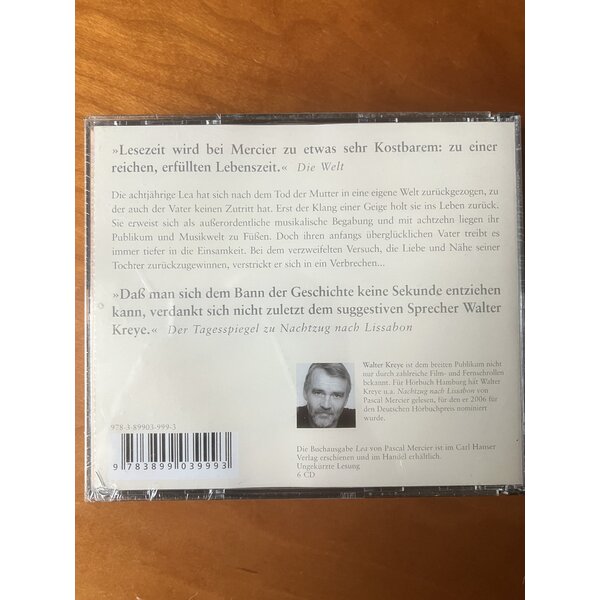 »Lesezeit wird bei Mercier zu etwas sehr Kostbarem: zu einer
reichen, erfüllten Lebenszeit.« Die Welt
Die achtjährige Lea hat sich nach dem Tod der Mutter in eine eigene Welt zurückgezogen, zu
der auch der Vater keinen Zutritt hat. Erst der Klang einer Geige holt sie ins Leben zurück.
Sie erweist sich als außerordentliche musikalische Begabung und mit achtzehn liegen ihr
Publikum und Musikwelt zu Füßen. Doch ihren anfangs überglücklichen Vater treibt es
immer tiefer in die Einsamkeit. Bei dem verzweifelten Versuch, die Liebe und Nähe seiner
Tochter zurückzugewinnen, verstrickt er sich in ein Verbrechen...
»Daß man sich dem Bann der Geschichte keine Sekunde entziehen
kann, verdankt sich nicht zuletzt dem suggestiven Sprecher Walter
Kreye.« Der Tagesspiegel zu Nachtzug nach Lissabon
Walter Kreye ist dem breiten Publikum nicht
nur durch zahlreiche Film- und Fernsehrollen
bekannt. Für Hörbuch Hamburg hat Walter
Kreye u.a. Nachtzug nach Lissabon von
Pascal Mercier gelesen, für den er 2006 für
den Deutschen Hörbuchpreis nominiert
wurde.
978-3-89903-999-3
9 783899 039993
Die Buchausgabe Lea von Pascal Mercier ist im Carl Hanser
Verlag erschienen und im Handel erhältlich.
Ungekürzte Lesung
6 CD